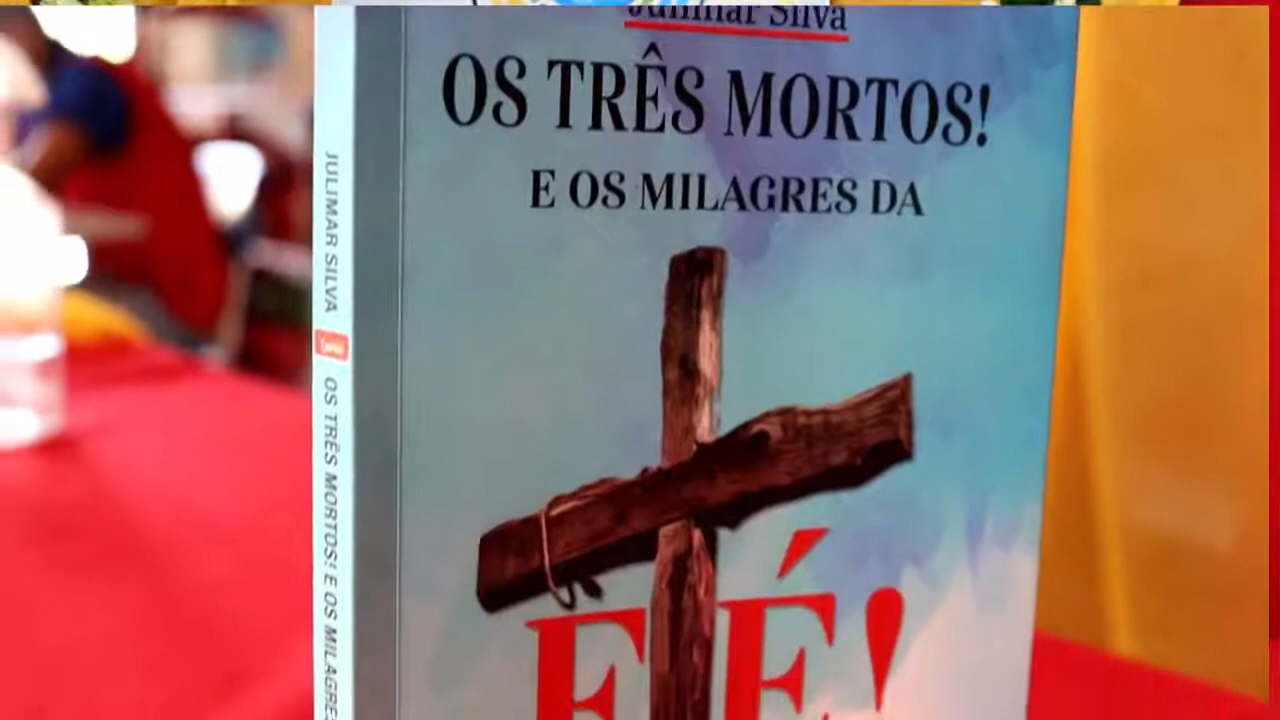 Julimar Silva
OS TRÊS MORTOS!
E OS MILAGRES DA
FÉ!
JULIMAR SILVA
OS TRÊS MORTOS! E OS MILAGRES